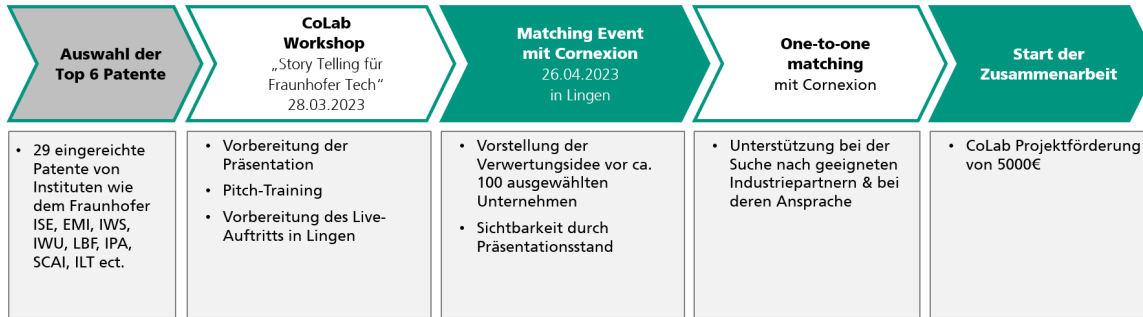 Auswahl der
Top 6 Patente
CoLab
Workshop
„Story Telling für
Fraunhofer Tech“
28.03.2023
Matching Event
mit Cornexion
26.04.2023
in Lingen
One-to-one
matching
mit Cornexion
Start der
Zusammenarbeit
• 29 eingereichte
Patente von
Instituten wie
dem Fraunhofer
ISE, EMI, IWS,
IWU, LBF, IPA,
SCAI, ILT ect.
• Vorbereitung der
Präsentation
• Pitch-Training
• Vorbereitung des Live-
Auftritts in Lingen
• Vorstellung der
Verwertungsidee vor ca.
100 ausgewählten
Unternehmen
• Sichtbarkeit durch
Präsentationsstand
• Unterstützung bei der
Suche nach geeigneten
Industriepartnern & bei
deren Ansprache
• CoLab Projektförderung
von 5000€